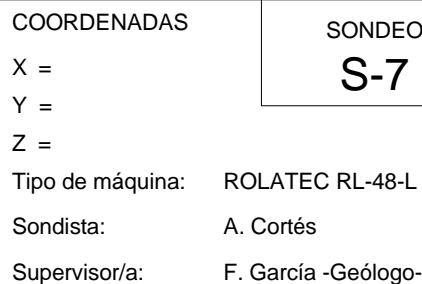 COORDENADAS
SONDEO
X =
S-7
Y =
Z =
Tipo de máquina: ROLATEC RL-48-L
Sondista: A. Cortés
Supervisor/a: F. García -Geólogo-